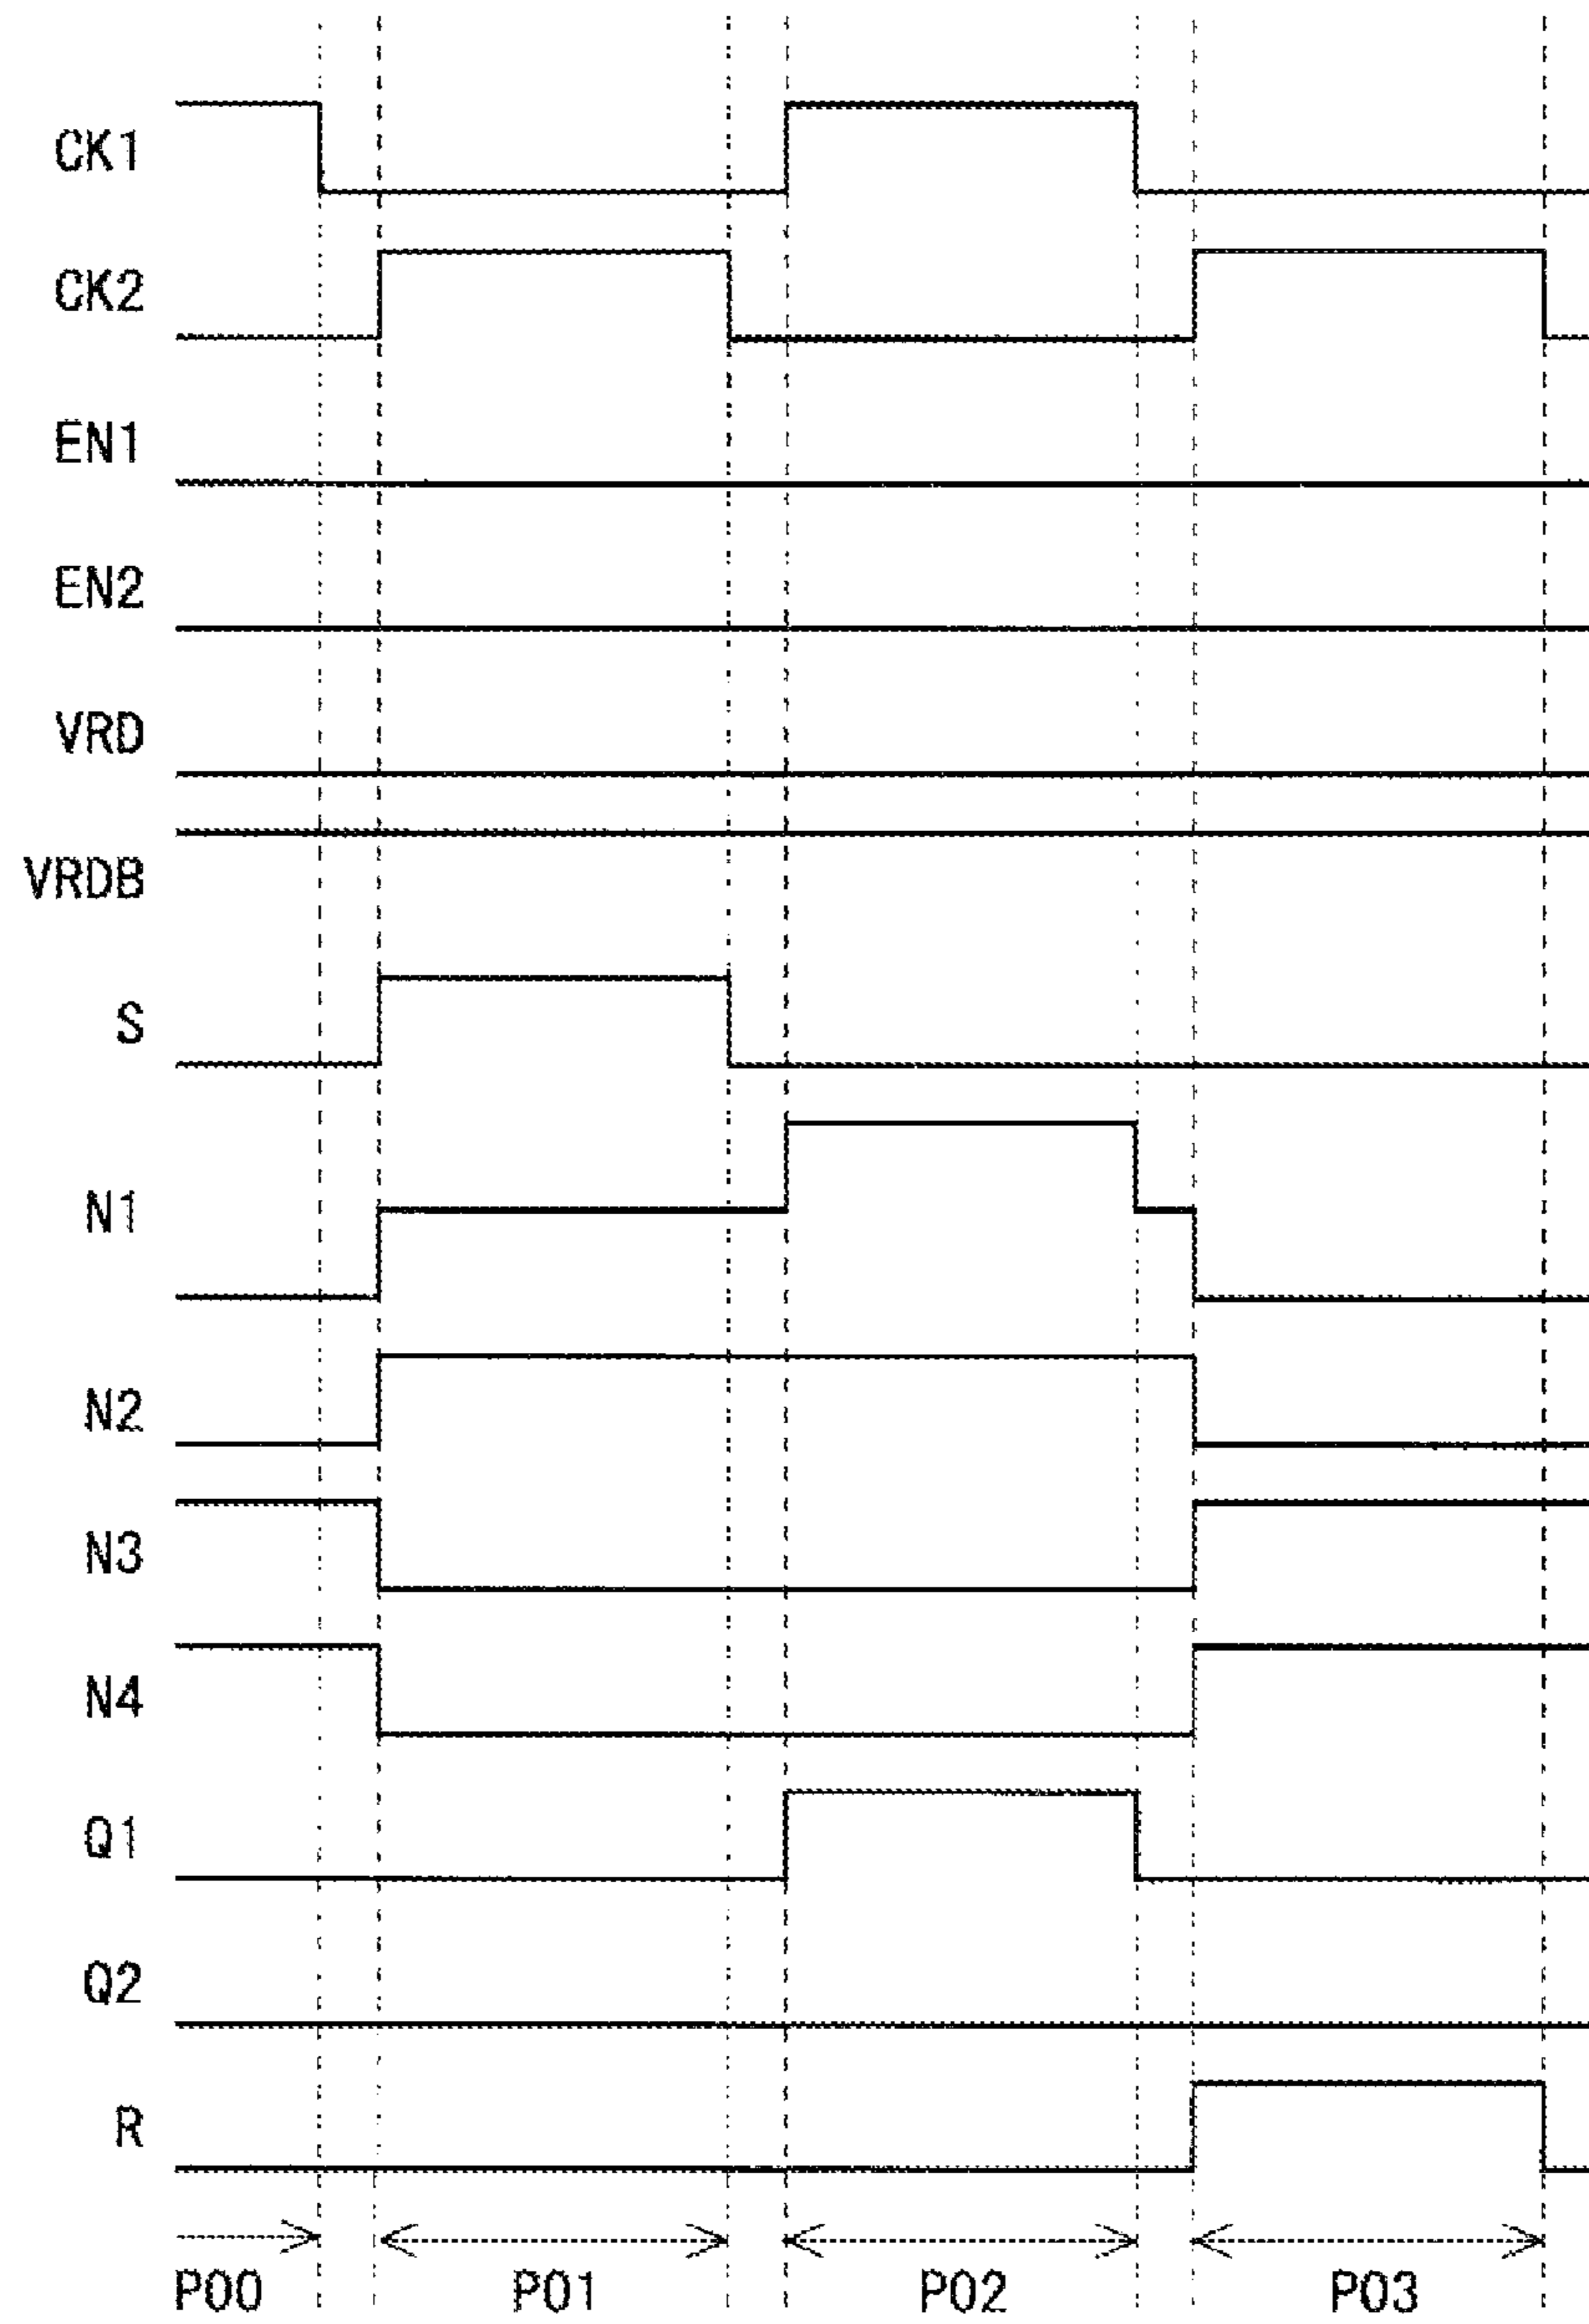 CK1
CK2
EN1
EN2
VRD
VRDB
S
N1
N2
N3
N4
Q1
Q2
R
P00 P01 P02 P03